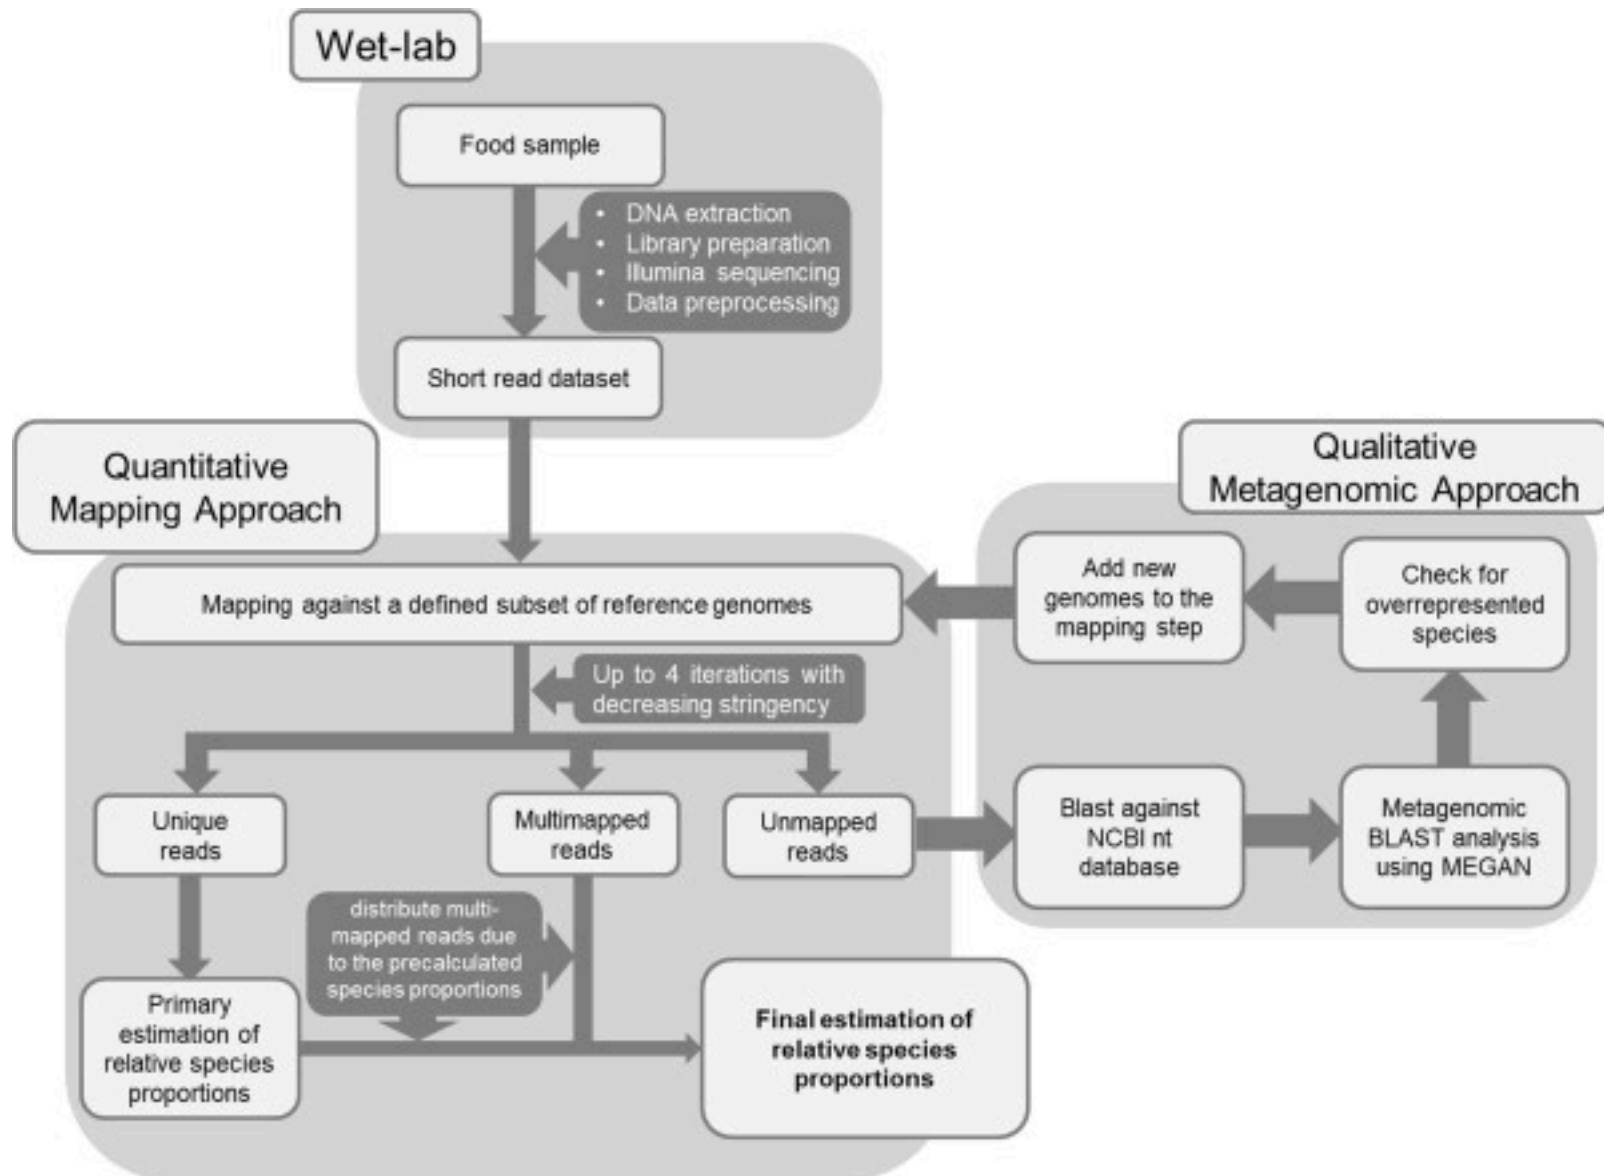 Wet-lab
Food sample
• DNA extraction
• Library preparation
• Illumina sequencing
• Data preprocessing
Short read dataset
Quantitative
Mapping Approach
Qualitative
Metagenomic Approach
Mapping against a defined subset of reference genomes
Add new
genomes to the
mapping step
Check for
overrepresented
species
Up to 4 iterations with
decreasing stringency
Unique
reads
Multimapped
reads
Unmapped
reads
Blast against
NCBI nt
database
Metagenomic
BLAST analysis
using MEGAN
distribute multi-
mapped reads due
to the precalculated
species proportions
Primary
estimation of
relative species
proportions
Final estimation of
relative species
proportions